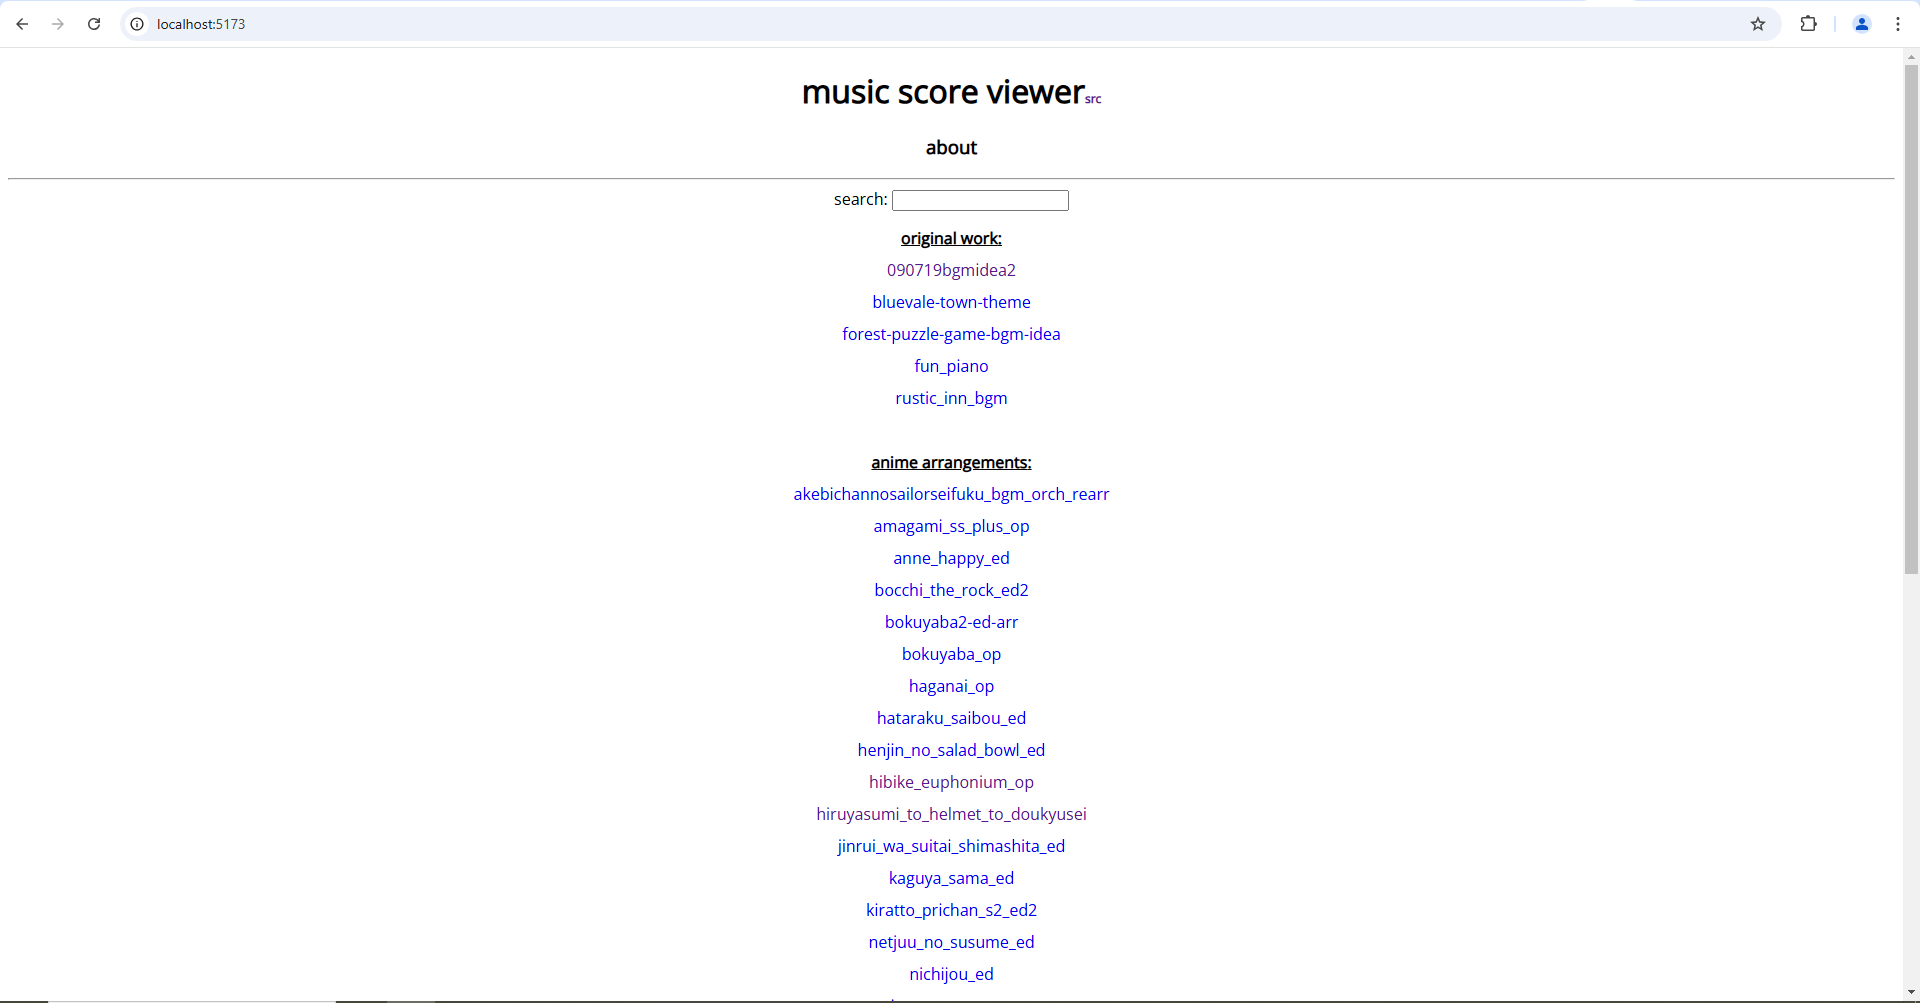 localhost:5173
music score viewersrc
about
search:
original work:
090719bgmidea2
bluevale-town-theme
forest-puzzle-game-bgm-idea
fun_piano
rustic_inn_bgm
anime arrangements:
akebichannosailorseifuku_bgm_orch_rearr
amagami_ss_plus_op
anne_happy_ed
bocchi_the_rock_ed2
bokuyaba2-ed-arr
bokuyaba_op
haganai_op
hataraku_saibou_ed
henjin_no_salad_bowl_ed
hibike_euphonium_op
hiruyasumi_to_helmet_to_doukyusei
jinrui_wa_suitai_shimashita_ed
kaguya_sama_ed
kiratto_prichan_s2_ed2
netjuu_no_susume_ed
nichijou_ed